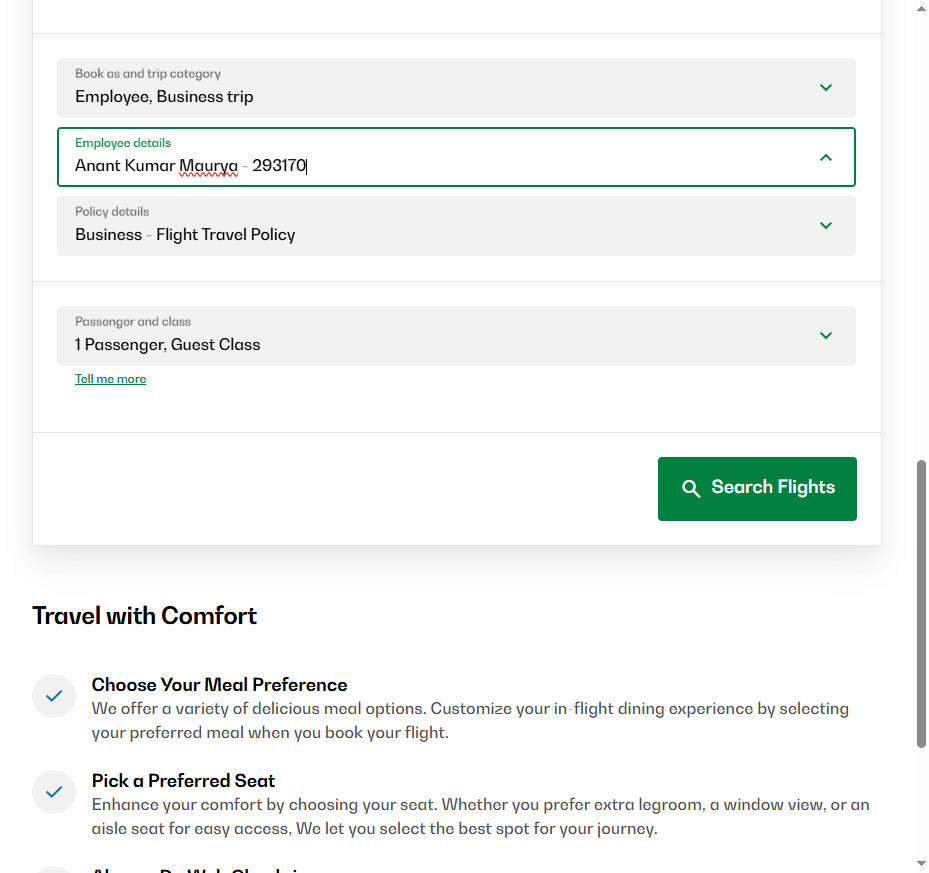 Book as and trip category
Employee, Business trip
Employee details
Anant Kumar Maurya - 293170
Policy details
Business - Flight Travel Policy
Passenger and class
1 Passenger, Guest Class
Tell me more
Search Flights
Travel with Comfort
Choose Your Meal Preference
We offer a variety of delicious meal options. Customize your in-flight dining experience by selecting
your preferred meal when you book your flight.
Pick a Preferred Seat
Enhance your comfort by choosing your seat. Whether you prefer extra legroom, a window view, or an
aisle seat for easy access, We let you select the best spot for your journey.